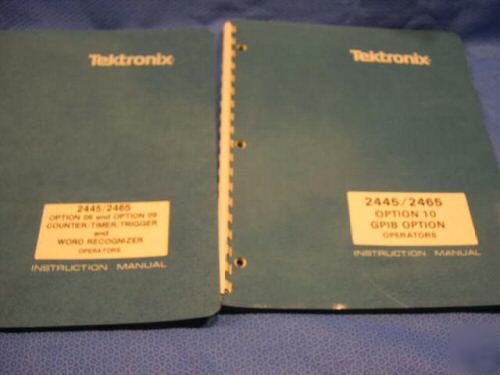 Tektronix
2445/2465
OPTION 06 and OPTION 09
COUNTER/TIMER/TRIGGER
and
WORD RECOGNIZER
OPERATORS
INSTRUCTION MANUAL
Tektronix
2445/2465
OPTION 10
GPIB OPTION
OPERATORS
INSTRUCTION MANUAL